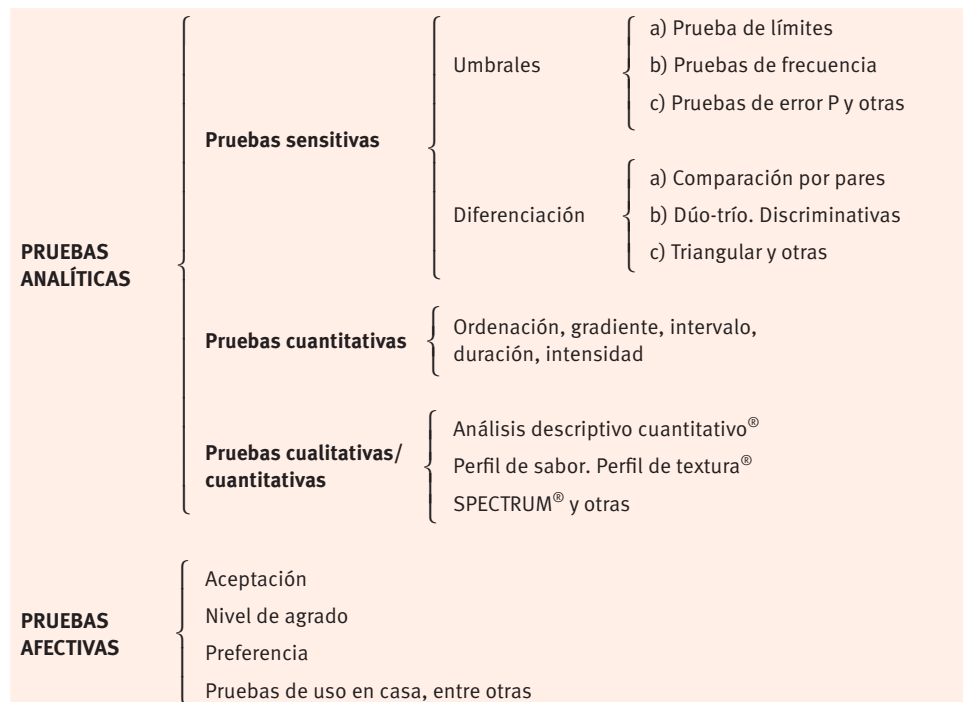 PRUEBAS
ANALÍTICAS
Pruebas sensitivas
Umbrales
a) Prueba de límites
b) Pruebas de frecuencia
c) Pruebas de error P y otras
Diferenciación
a) Comparación por pares
b) Dúo-trío. Discriminativas
c) Triangular y otras
Pruebas cuantitativas
Ordenación, gradiente, intervalo,
duración, intensidad
Pruebas cualitativas/
cuantitativas
Análisis descriptivo cuantitativo®
Perfil de sabor. Perfil de textura®
SPECTRUM® y otras
PRUEBAS
AFECTIVAS
Aceptación
Nivel de agrado
Preferencia
Pruebas de uso en casa, entre otras